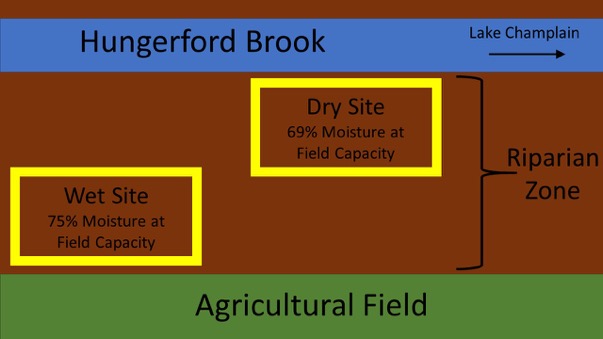 Hungerford Brook
Lake Champlain
Dry Site
69% Moisture at
Field Capacity
Riparian
Zone
Wet Site
75% Moisture at
Field Capacity
Agricultural Field